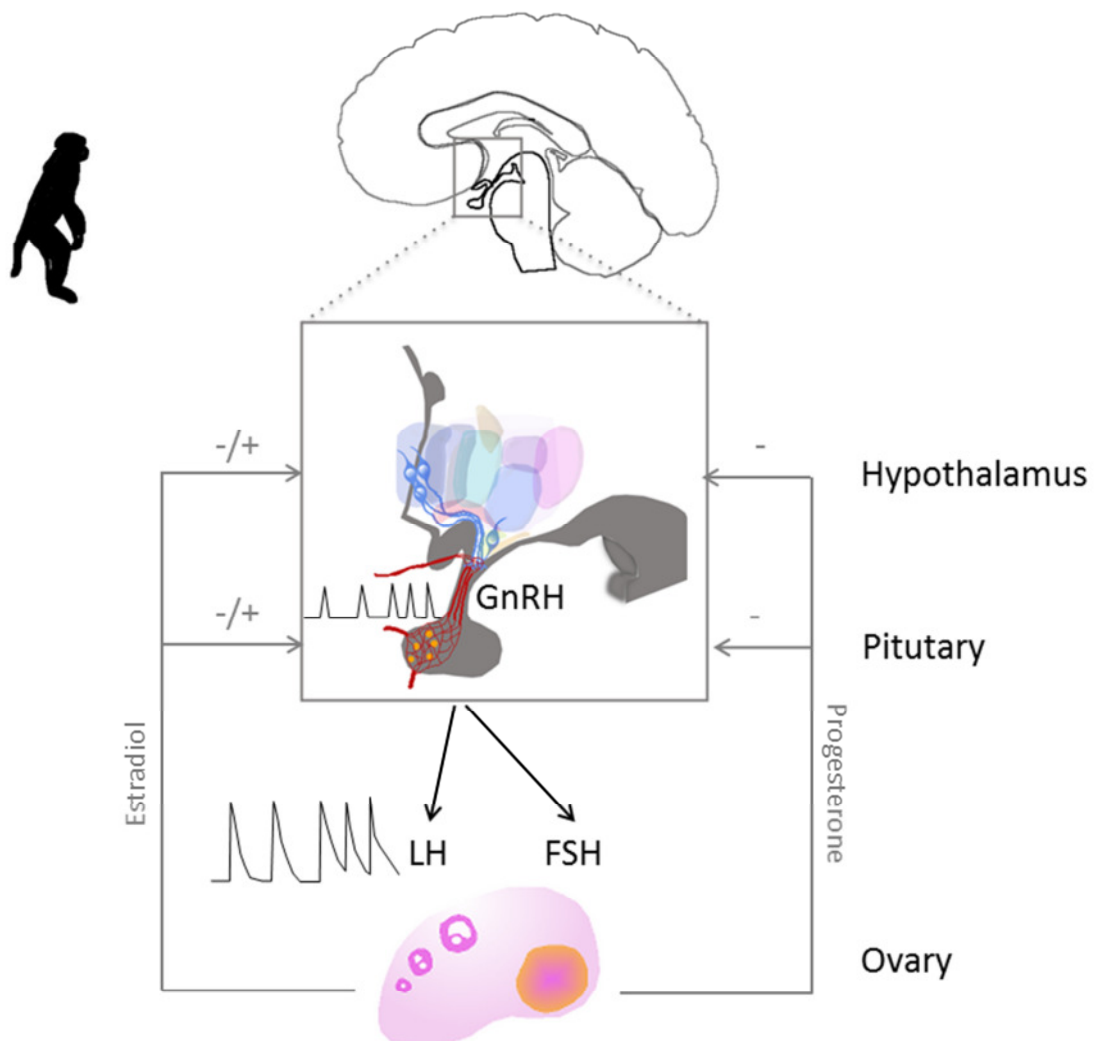 -/+
-
Hypothalamus
GnRH
-/+
-
Pitutary
Estradiol
Progesterone
LH
FSH
Ovary